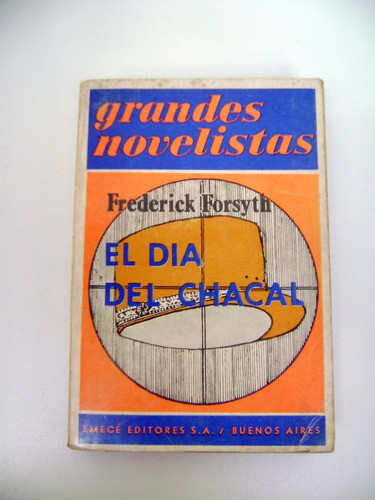 grandes
novelistas
Frederick Forsyth
EL DIA
DEL CHACAL
EMECÉ EDITORES S.A. / BUENOS AIRES